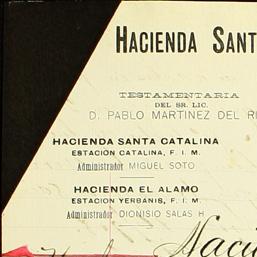 HACIENDA SANT
TESTAMENTARIA
DEL SR. LIC.
D. PABLO MARTINEZ DEL R
HACIENDA SANTA CATALINA
ESTACIÓN CATALINA, F. I. M.
Administrador MIGUEL SOTO
HACIENDA EL ALAMO
ESTACION YERBANIS, F. I. M.
Administrador DIONISIO SALAS H
Haci